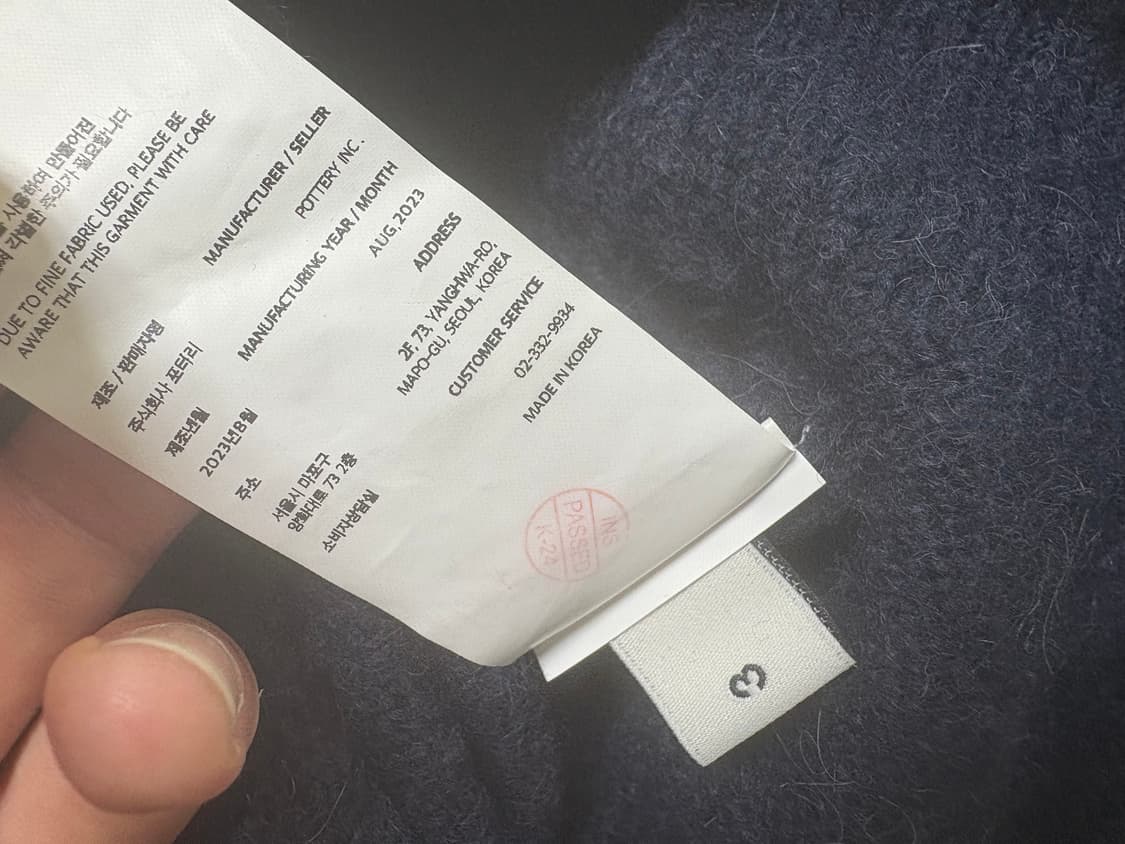 사용하여 만들어진
각별한 주의가 필요합니다
DUE TO FINE FABRIC USED, PLEASE BE
AWARE THAT THIS GARMENT WITH CARE
제조 / 판매자원
주식회사 포터리
제조년월
2023년8월
주소
서울시 마포구
양화대로 73 2층
소비자상담실
MANUFACTURER / SELLER
POTTERY INC.
MANUFACTURING YEAR / MONTH
AUG, 2023
ADDRESS
2F, 73, YANGHWA-RO,
MAPO-GU, SEOUL, KOREA
CUSTOMER SERVICE
02-332-9934
MADE IN KOREA
INS
PASSED
K-24
3